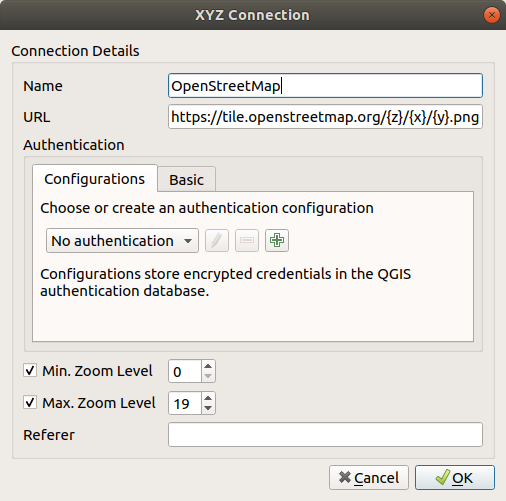 XYZ Connection
Connection Details
Name OpenStreetMap
URL https://tile.openstreetmap.org/{z}/{x}/{y}.png
Authentication
Configurations Basic
Choose or create an authentication configuration
No authentication
Configurations store encrypted credentials in the QGIS
authentication database.
Min. Zoom Level 0
Max. Zoom Level 19
Referer
Cancel OK